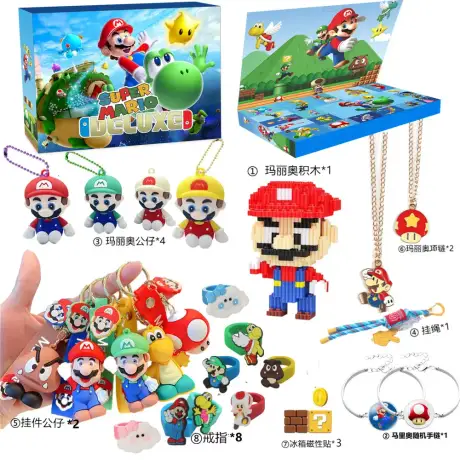 SUPER MARIO
DELUXE
① 玛丽奥积木*1
③ 玛丽奥公仔*4
⑥玛丽奥项链*2
④ 挂绳*1
⑤挂件公仔 *2
⑧戒指*8
⑦冰箱磁性贴*3
② 马里奥随机手链*1